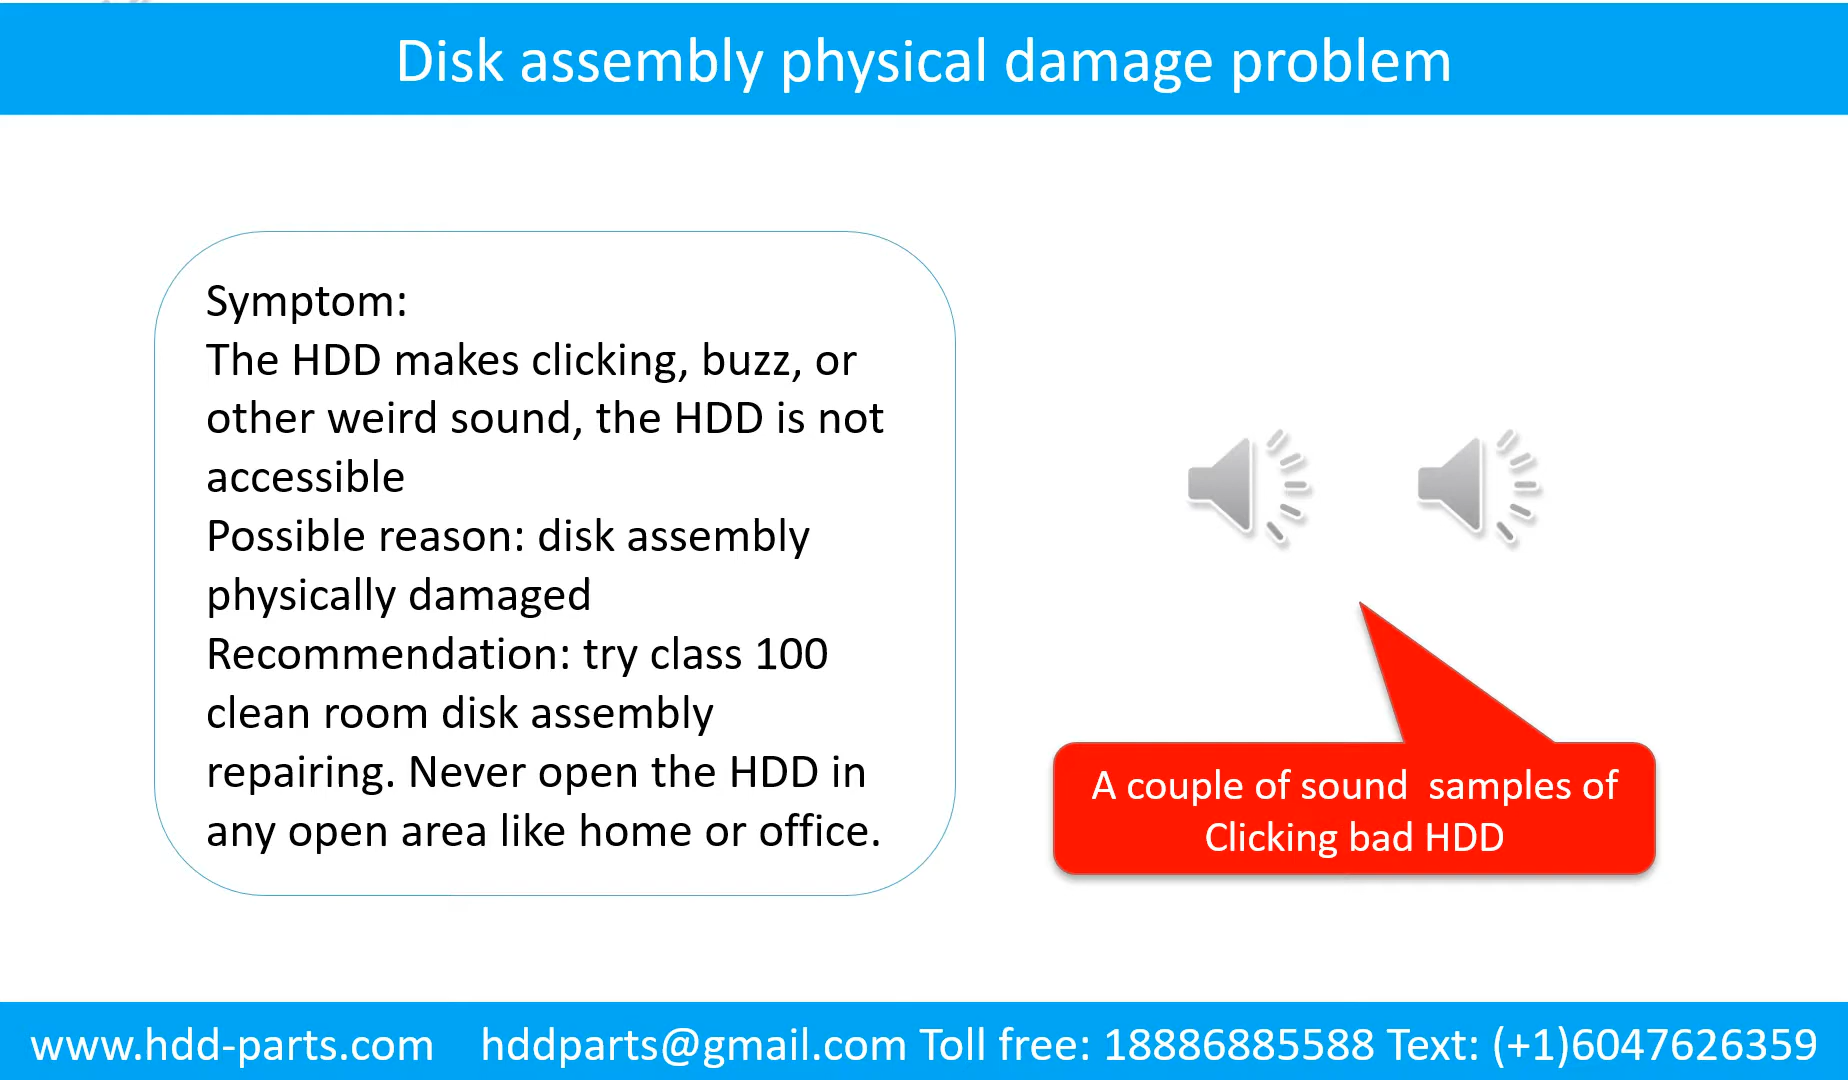 Disk assembly physical damage problem
Symptom:
The HDD makes clicking, buzz, or
other weird sound, the HDD is not
accessible
Possible reason: disk assembly
physically damaged
Recommendation: try class 100
clean room disk assembly
repairing. Never open the HDD in
any open area like home or office.
A couple of sound  samples of
Clicking bad HDD
www.hdd-parts.com    hddparts@gmail.com Toll free: 18886885588 Text: (+1)6047626359